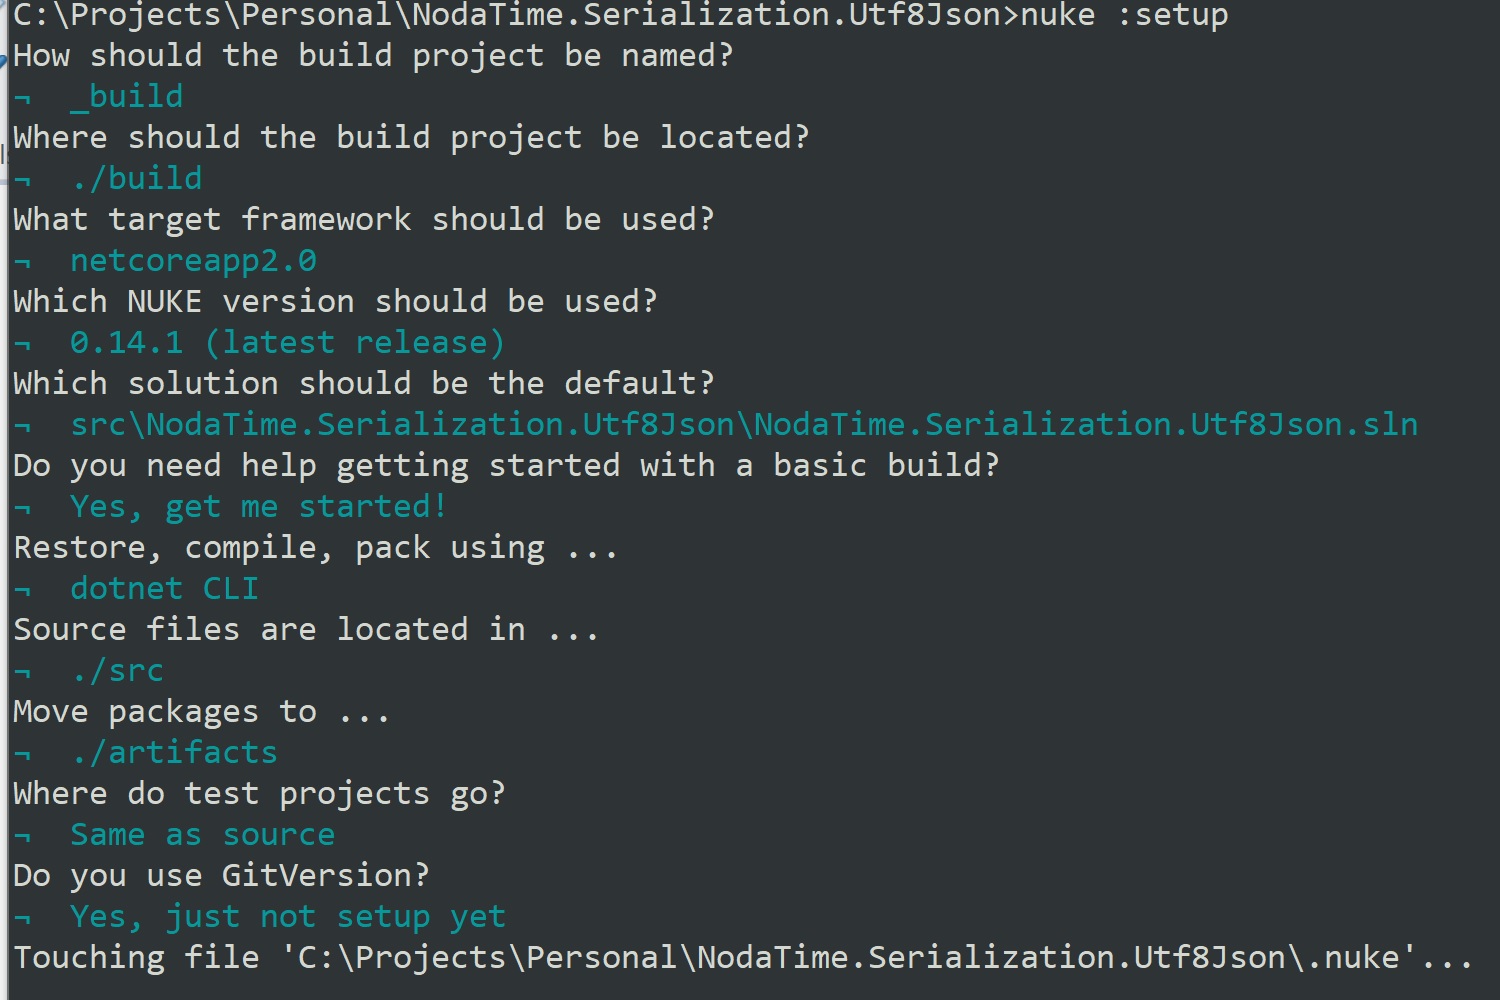 C:\Projects\Personal\NodaTime.Serialization.Utf8Json>nuke :setup
How should the build project be named?
¬  _build
Where should the build project be located?
¬  ./build
What target framework should be used?
¬  netcoreapp2.0
Which NUKE version should be used?
¬  0.14.1 (latest release)
Which solution should be the default?
¬  src\NodaTime.Serialization.Utf8Json\NodaTime.Serialization.Utf8Json.sln
Do you need help getting started with a basic build?
¬  Yes, get me started!
Restore, compile, pack using ...
¬  dotnet CLI
Source files are located in ...
¬  ./src
Move packages to ...
¬  ./artifacts
Where do test projects go?
¬  Same as source
Do you use GitVersion?
¬  Yes, just not setup yet
Touching file 'C:\Projects\Personal\NodaTime.Serialization.Utf8Json\.nuke'...